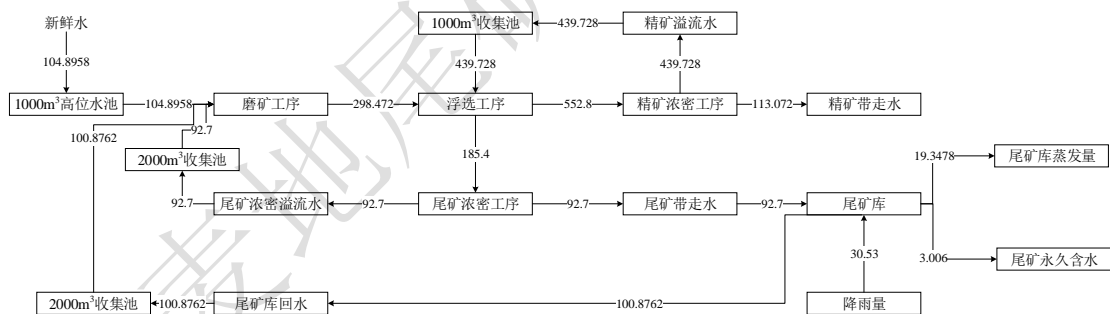 新鲜水
104.8958
1000m³高位水池
104.8958
磨矿工序
298.472
浮选工序
552.8
精矿浓密工序
113.072
精矿带走水
1000m³收集池
439.728
精矿溢流水
439.728
439.728
100.8762
92.7
2000m³收集池
185.4
92.7
尾矿浓密溢流水
92.7
尾矿浓密工序
92.7
尾矿带走水
92.7
尾矿库
19.3478
尾矿库蒸发量
3.006
尾矿永久含水
30.53
降雨量
100.8762
尾矿库回水
100.8762
2000m³收集池
表地尾矿